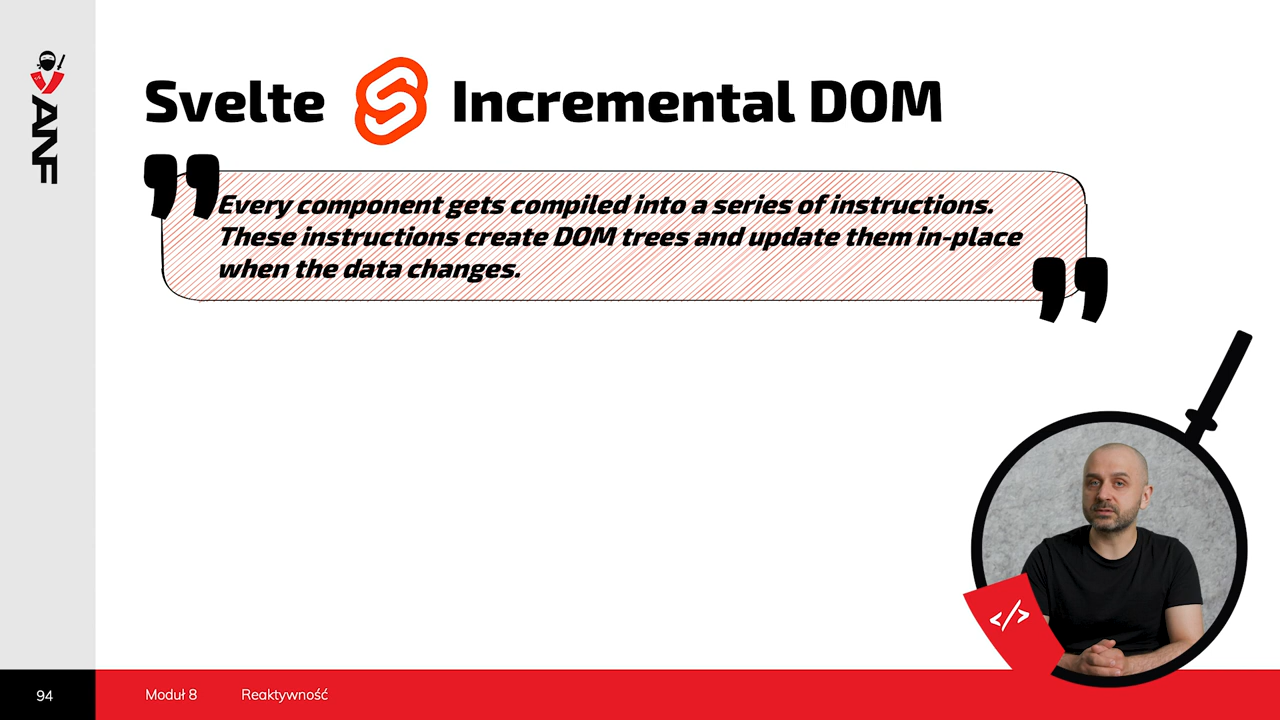 ANF
Svelte Incremental DOM
Every component gets compiled into a series of instructions.
These instructions create DOM trees and update them in-place
when the data changes.
</>
94
Moduł 8
Reaktywność